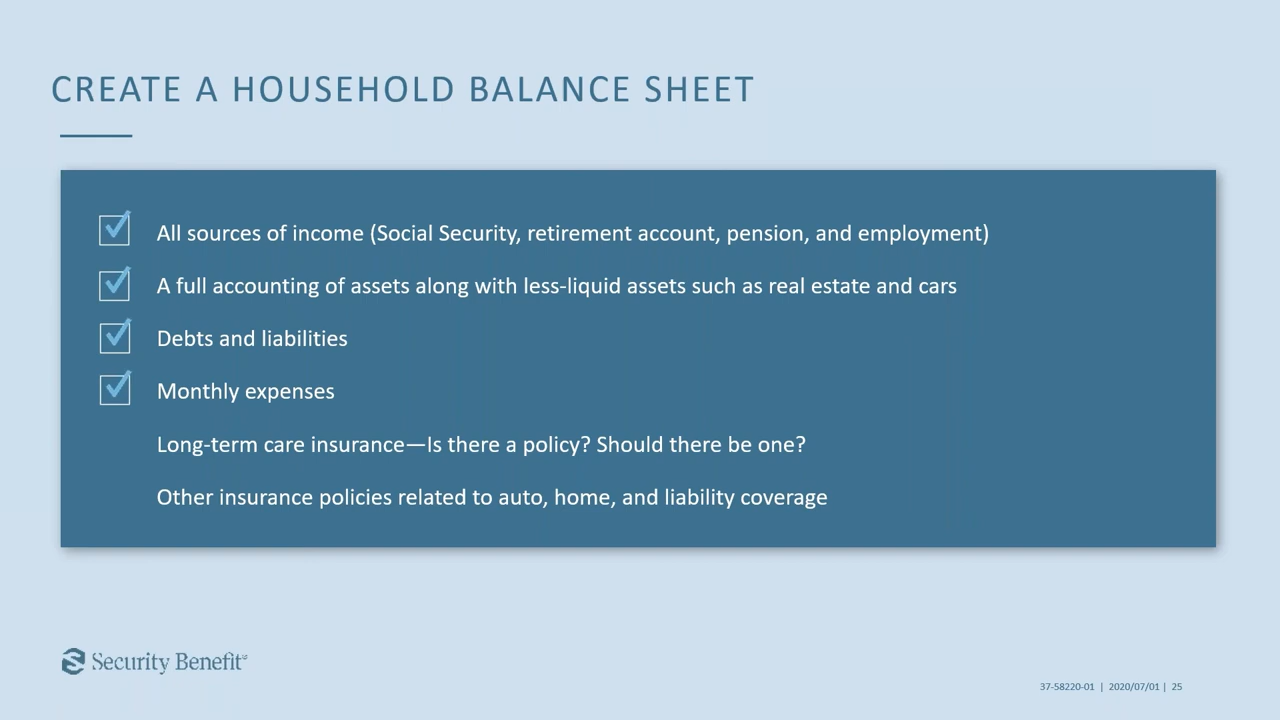 CREATE A HOUSEHOLD BALANCE SHEET
All sources of income (Social Security, retirement account, pension, and employment)
A full accounting of assets along with less-liquid assets such as real estate and cars
Debts and liabilities
Monthly expenses
Long-term care insurance—Is there a policy? Should there be one?
Other insurance policies related to auto, home, and liability coverage
Security Benefit
37-58220-01 | 2020/07/01 | 25